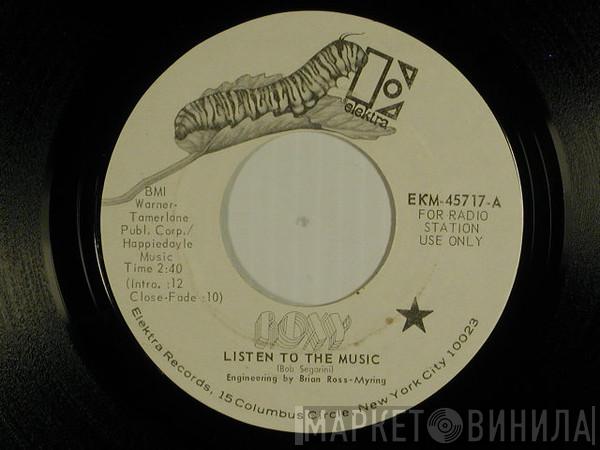 elektra
BMI
Warner-
Tamerlane
Publ. Corp./
Happiedayle
Music
Time 2:40
(Intro. :12
Close-Fade :10)
EKM-45717-A
FOR RADIO
STATION
USE ONLY
ROXY
LISTEN TO THE MUSIC
(Bob Segarini)
Engineering by Brian Ross-Myring
Elektra Records, 15 Columbus Circle, New York City 10023
МАРКЕТ ВИНИЛА